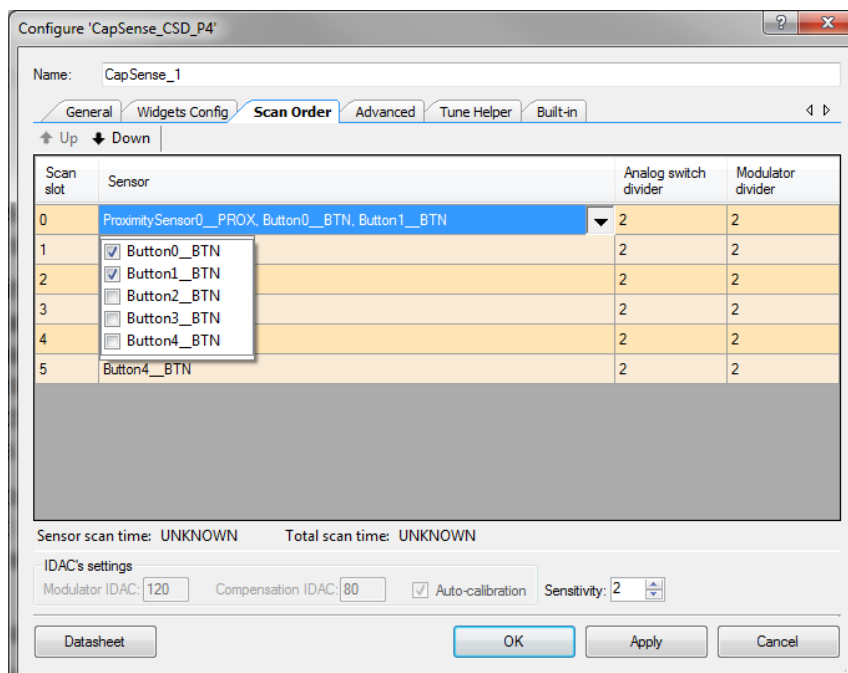 Configure 'CapSense_CSD_P4'
Name: CapSense_1
General Widgets Config Scan Order Advanced Tune Helper Built-in
Up Down
Scan slot Sensor Analog switch divider Modulator divider
0 ProximitySensor0__PROX, Button0__BTN, Button1__BTN 2 2
1 Button0__BTN 2 2
Button1__BTN
2 Button2__BTN 2 2
3 Button3__BTN 2 2
4 Button4__BTN 2 2
5 Button4__BTN 2 2
Sensor scan time: UNKNOWN Total scan time: UNKNOWN
IDAC's settings
Modulator IDAC: 120 Compensation IDAC: 80 Auto-calibration Sensitivity: 2
Datasheet OK Apply Cancel